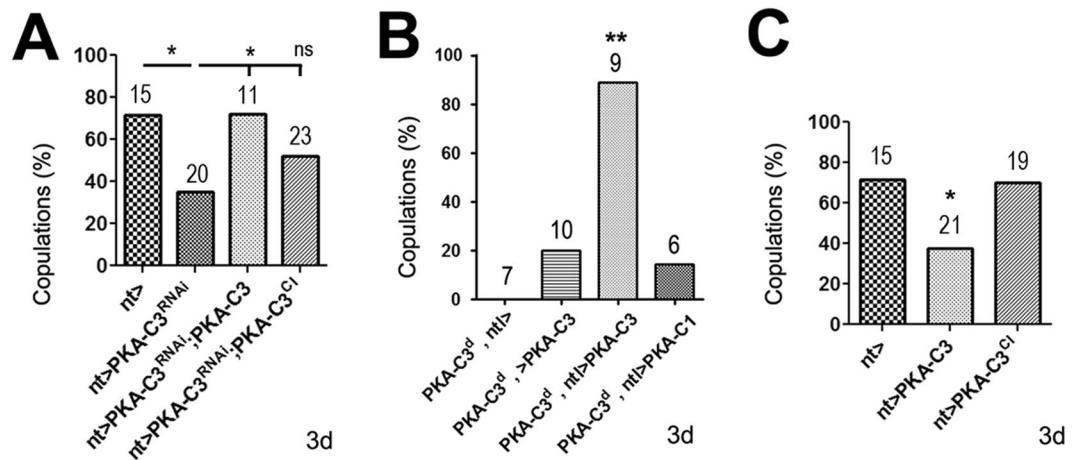 A
Copulations (%)
100
80
60
40
20
0
*
*
ns
15
20
11
23
nt>
nt>PKA-C3RNAi
nt>PKA-C3RNAi;PKA-C3
nt>PKA-C3RNAi;PKA-C3CI
3d
B
Copulations (%)
100
80
60
40
20
0
**
7
10
9
6
PKA-C3d, ntl>
PKA-C3d, >PKA-C3
PKA-C3d, ntl>PKA-C3
PKA-C3d, ntl>PKA-C1
3d
C
Copulations (%)
100
80
60
40
20
0
15
*
21
19
nt>
nt>PKA-C3
nt>PKA-C3CI
3d